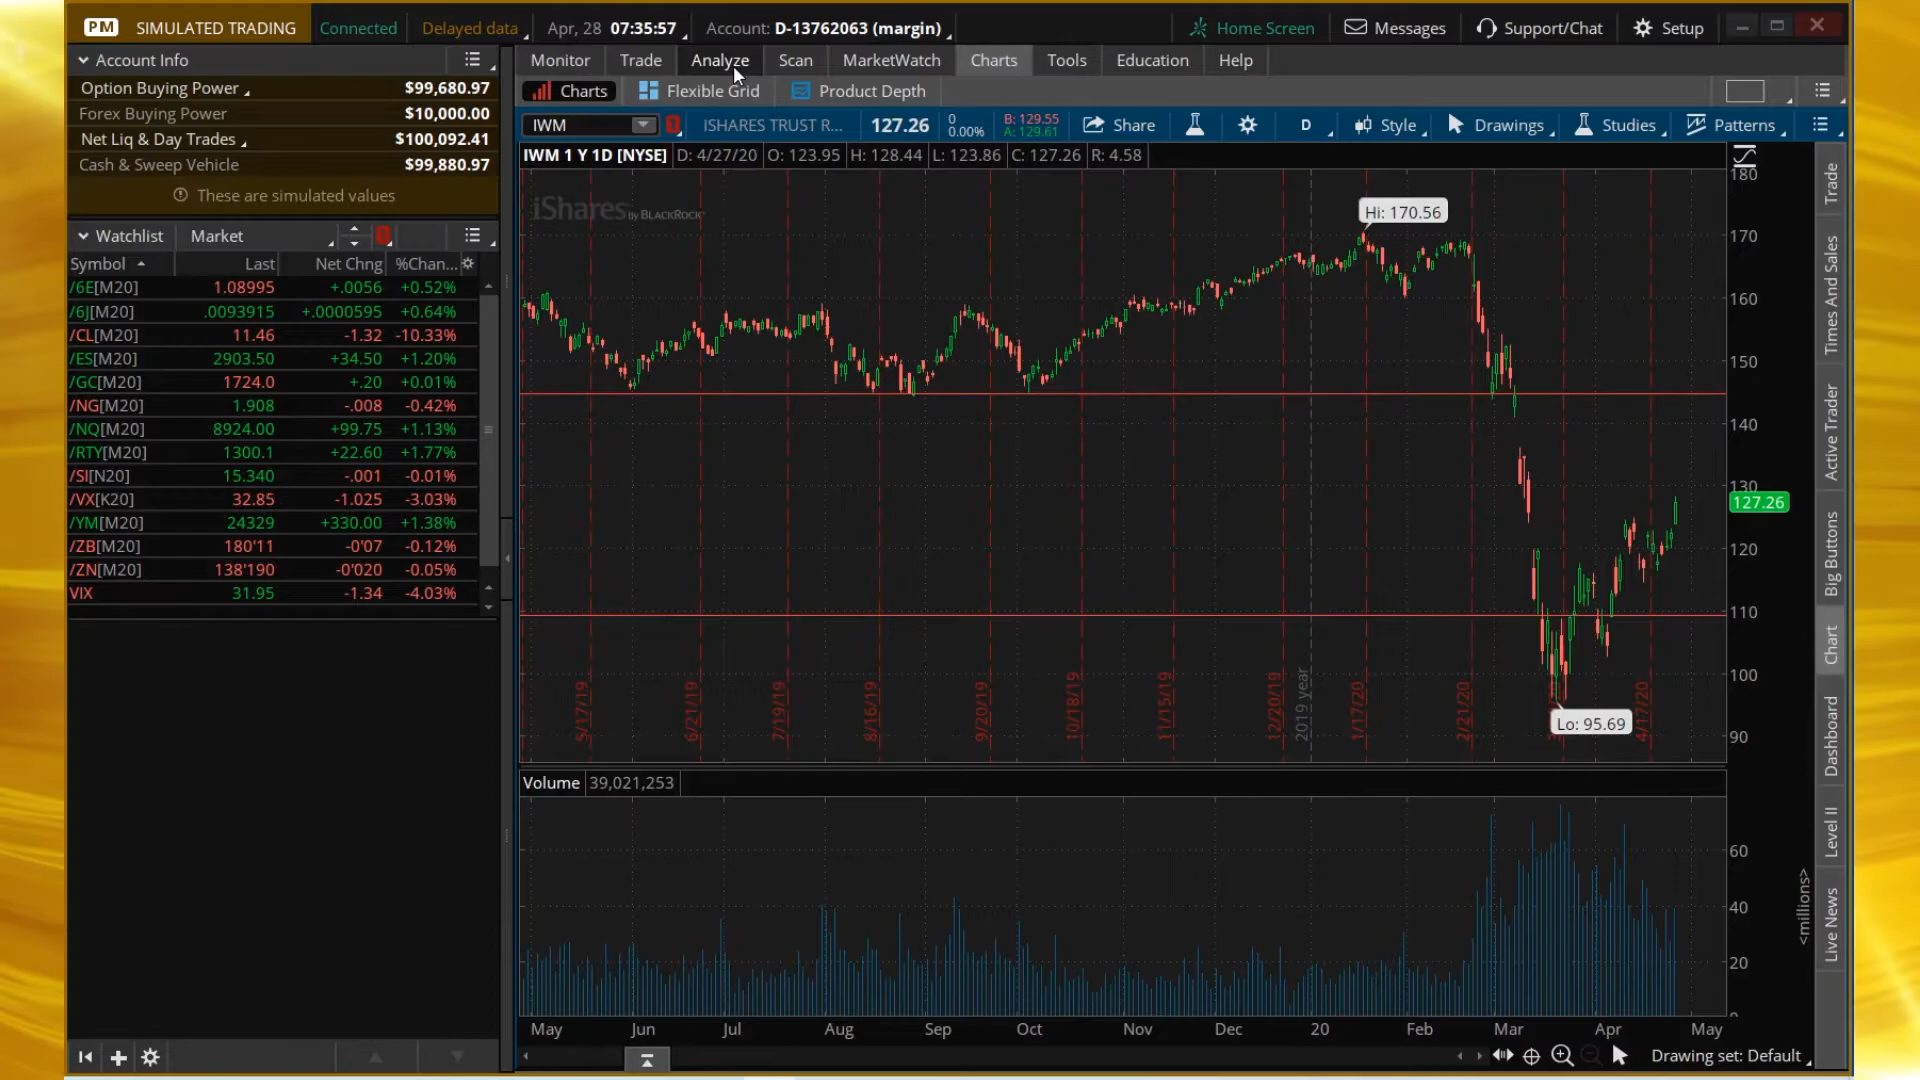 PM SIMULATED TRADING Connected Delayed data Apr, 28 07:35:57 Account: D-13762063 (margin) Home Screen Messages Support/Chat Setup
Account Info
Option Buying Power $99,680.97
Forex Buying Power $10,000.00
Net Liq & Day Trades $100,092.41
Cash & Sweep Vehicle $99,880.97
These are simulated values
Watchlist Market
Symbol Last Net Chng %Chan...
/6E[M20] 1.08995 +.0056 +0.52%
/6J[M20] .0093915 +.0000595 +0.64%
/CL[M20] 11.46 -1.32 -10.33%
/ES[M20] 2903.50 +34.50 +1.20%
/GC[M20] 1724.0 +.20 +0.01%
/NG[M20] 1.908 -.008 -0.42%
/NQ[M20] 8924.00 +99.75 +1.13%
/RTY[M20] 1300.1 +22.60 +1.77%
/SI[N20] 15.340 -.001 -0.01%
/VX[K20] 32.85 -1.025 -3.03%
/YM[M20] 24329 +330.00 +1.38%
/ZB[M20] 180'11 -0'07 -0.12%
/ZN[M20] 138'190 -0'020 -0.05%
VIX 31.95 -1.34 -4.03%
Monitor Trade Analyze Scan MarketWatch Charts Tools Education Help
Charts Flexible Grid Product Depth
IWM ISHARES TRUST R... 127.26 0 0.00% B: 129.55 A: 129.61 Share D Style Drawings Studies Patterns
IWM 1 Y 1D [NYSE] D: 4/27/20 O: 123.95 H: 128.44 L: 123.86 C: 127.26 R: 4.58
iShares by BLACKROCK
Hi: 170.56
Lo: 95.69
180
170
160
150
140
130
127.26
120
110
100
90
5/17/19
6/21/19
7/19/19
8/16/19
9/20/19
10/18/19
11/15/19
12/20/19
2019 year
1/17/20
2/21/20
4/17/20
Volume 39,021,253
60
40
20
<millions>
May Jun Jul Aug Sep Oct Nov Dec 20 Feb Mar Apr May
Drawing set: Default
Trade
Times And Sales
Active Trader
Big Buttons
Chart
Dashboard
Level II
Live News